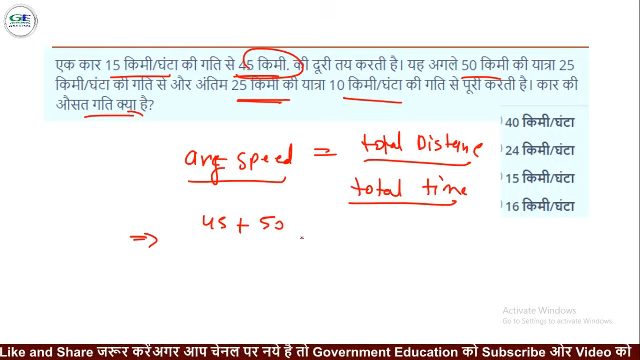 GE
एक कार 15 किमी/घंटा की गति से 45 किमी. की दूरी तय करती है। यह अगले 50 किमी की यात्रा 25
किमी/घंटा की गति से और अंतिम 25 किमी की यात्रा 10 किमी/घंटा की गति से पूरी करती है। कार की
औसत गति क्या है?
40 किमी/घंटा
24 किमी/घंटा
15 किमी/घंटा
16 किमी/घंटा
avg speed = total Distance
total time
⇒ 45 + 50
Activate Windows
Go to Settings to activate Windows.
Like and Share जरूर करें अगर आप चेनल पर नये है तो Government Education को Subscribe ओर Video को